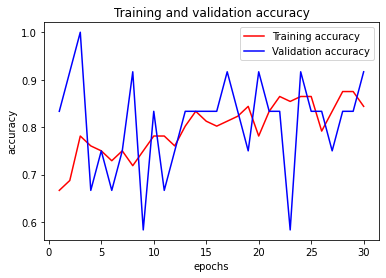 Training and validation accuracy
Training accuracy
Validation accuracy
accuracy
1.0
0.9
0.8
0.7
0.6
0
5
10
15
20
25
30
epochs